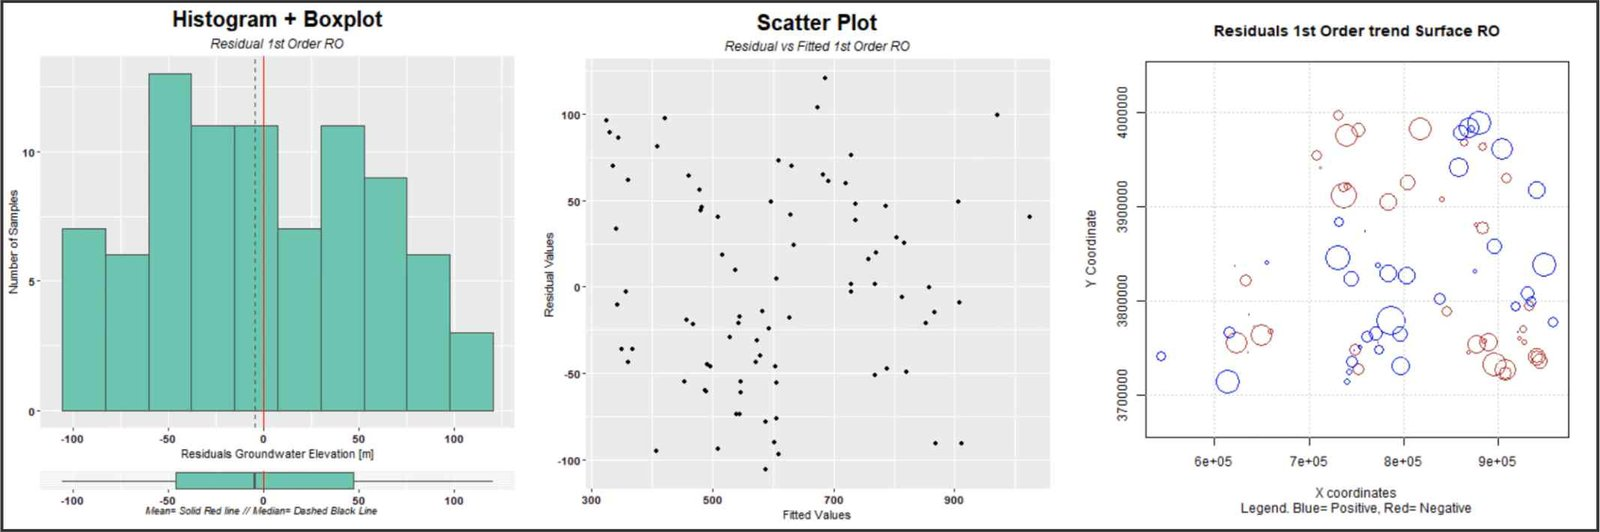 Histogram + Boxplot
Residual 1st Order RO
Number of Samples
10
5
0
-100 -50 0 50 100
Residuals Groundwater Elevation [m]
-100 -50 0 50 100
Mean= Solid Red line // Median= Dashed Black Line
Scatter Plot
Residual vs Fitted 1st Order RO
Residual Values
100
50
0
-50
-100
300 500 700 900
Fitted Values
Residuals 1st Order trend Surface RO
Y Coordinate
4000000
3900000
3800000
3700000
6e+05 7e+05 8e+05 9e+05
X coordinates
Legend. Blue= Positive, Red= Negative